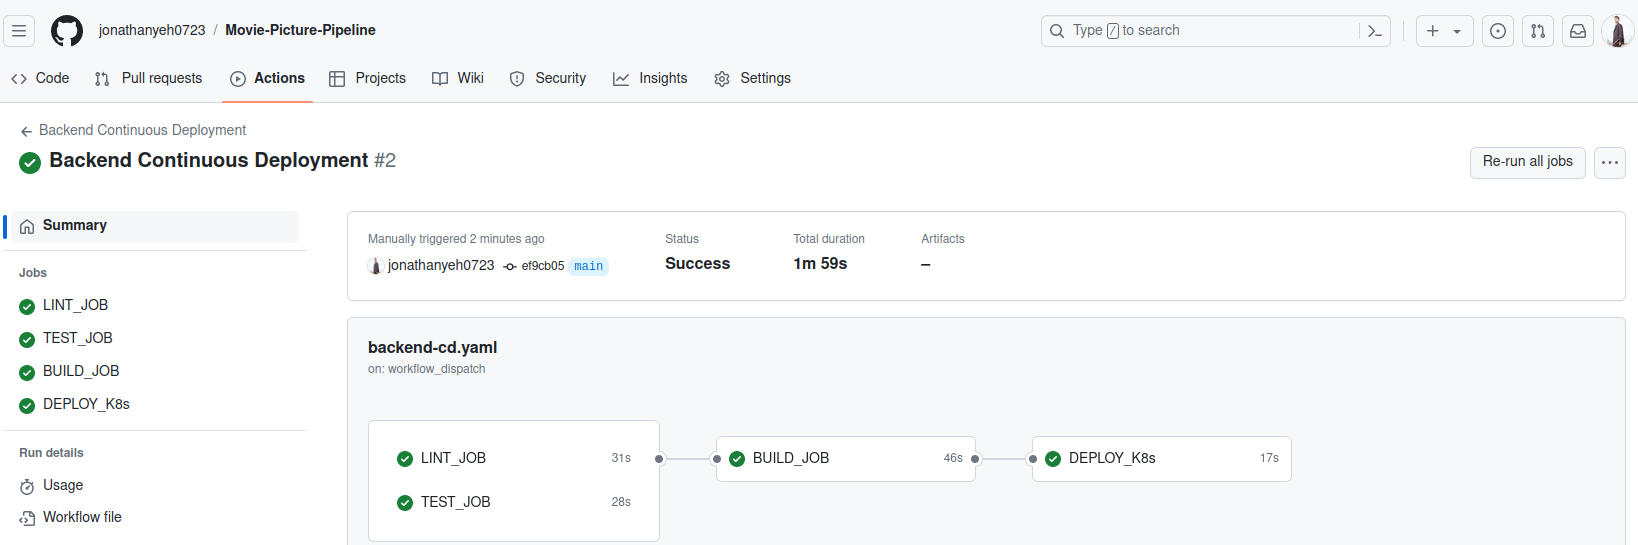 jonathanyeh0723 / Movie-Picture-Pipeline
Type / to search
Code Pull requests Actions Projects Wiki Security Insights Settings
Backend Continuous Deployment
Backend Continuous Deployment #2
Re-run all jobs
Summary
Jobs
LINT_JOB
TEST_JOB
BUILD_JOB
DEPLOY_K8s
Run details
Usage
Workflow file
Manually triggered 2 minutes ago
jonathanyeh0723 ef9cb05 main
Status
Success
Total duration
1m 59s
Artifacts
–
backend-cd.yaml
on: workflow_dispatch
LINT_JOB 31s
TEST_JOB 28s
BUILD_JOB 46s
DEPLOY_K8s 17s